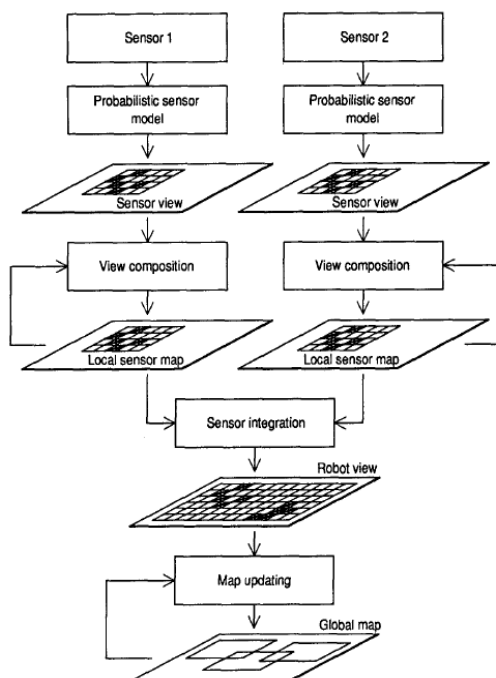 Sensor 1
Sensor 2
Probabilistic sensor
model
Probabilistic sensor
model
Sensor view
Sensor view
View composition
View composition
Local sensor map
Local sensor map
Sensor integration
Robot view
Map updating
Global map